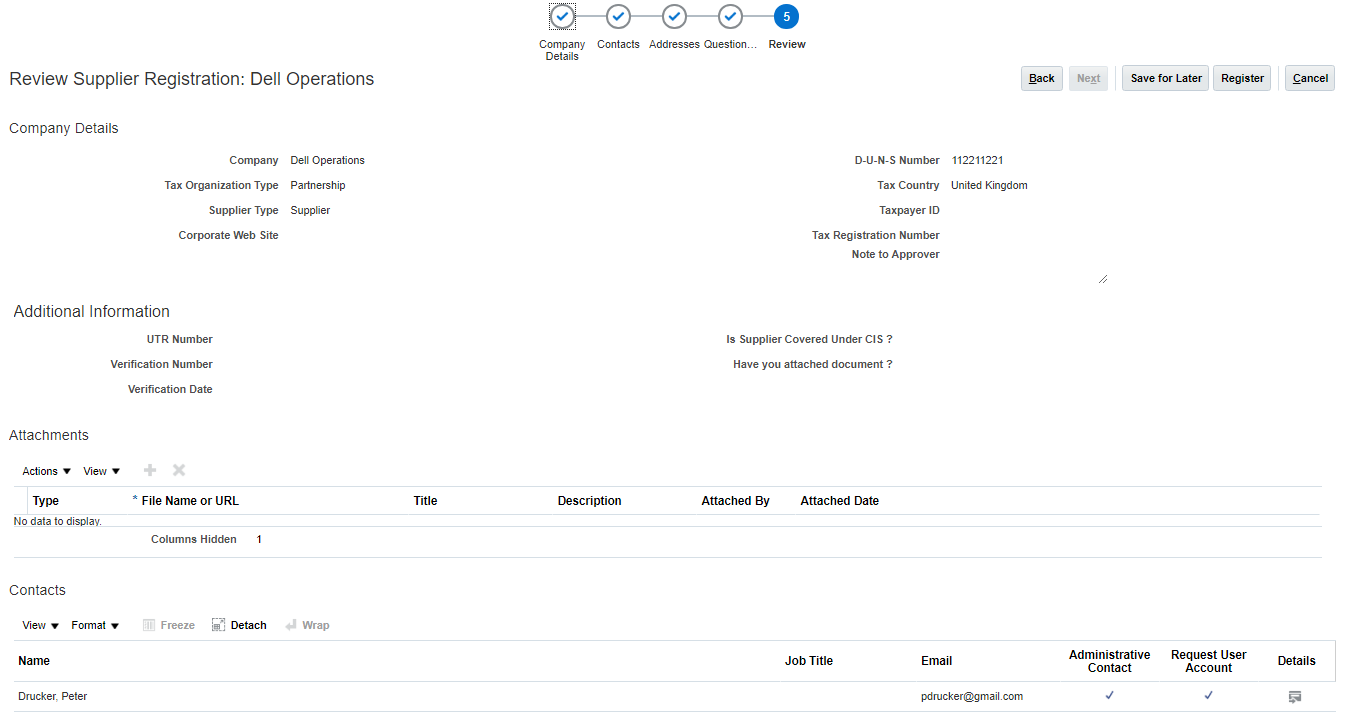 5
Company Details
Contacts
Addresses
Question...
Review
Review Supplier Registration: Dell Operations
Back
Next
Save for Later
Register
Cancel
Company Details
Company Dell Operations
D-U-N-S Number 112211221
Tax Organization Type Partnership
Tax Country United Kingdom
Supplier Type Supplier
Taxpayer ID
Corporate Web Site
Tax Registration Number
Note to Approver
Additional Information
UTR Number
Is Supplier Covered Under CIS ?
Verification Number
Have you attached document ?
Verification Date
Attachments
Actions View
Type * File Name or URL Title Description Attached By Attached Date
No data to display.
Columns Hidden 1
Contacts
View Format Freeze Detach Wrap
Name Job Title Email Administrative Contact Request User Account Details
Drucker, Peter pdrucker@gmail.com